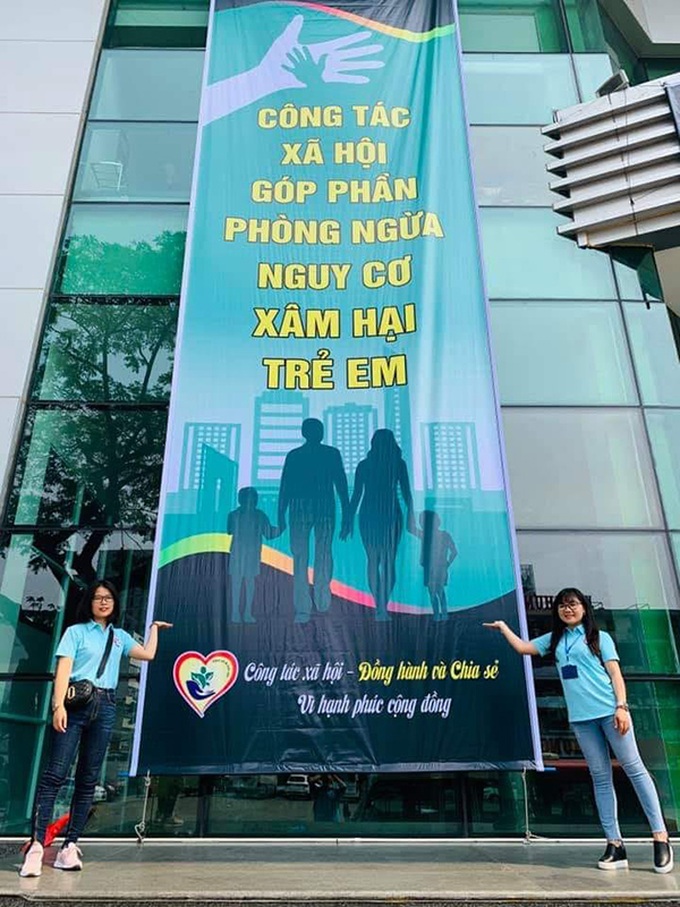 CÔNG TÁC
XÃ HỘI
GÓP PHẦN
PHÒNG NGỪA
NGUY CƠ
XÂM HẠI
TRẺ EM
Công tác xã hội - Đồng hành và Chia sẻ
Vì hạnh phúc cộng đồng